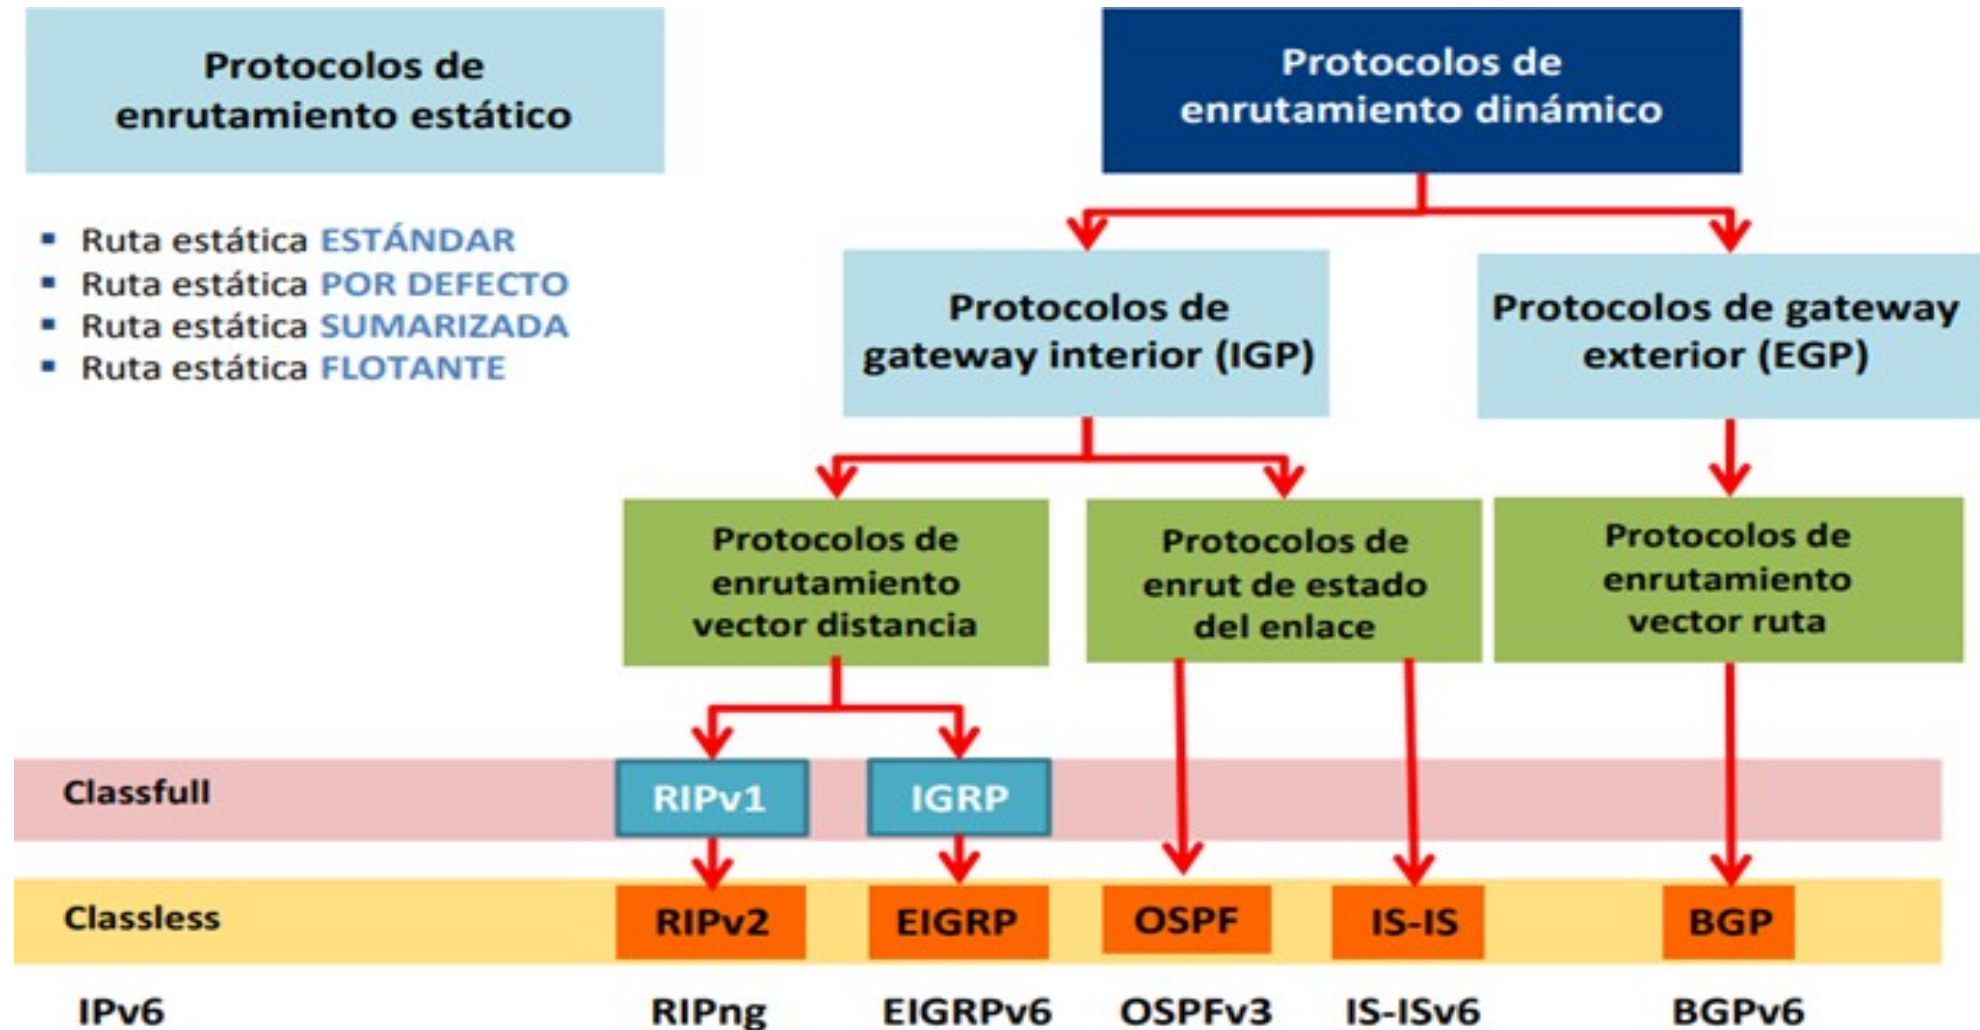 Protocolos de
enrutamiento estático
Protocolos de
enrutamiento dinámico
▪ Ruta estática ESTÁNDAR
▪ Ruta estática POR DEFECTO
▪ Ruta estática SUMARIZADA
▪ Ruta estática FLOTANTE
Protocolos de
gateway interior (IGP)
Protocolos de gateway
exterior (EGP)
Protocolos de
enrutamiento
vector distancia
Protocolos de
enrut de estado
del enlace
Protocolos de
enrutamiento
vector ruta
Classfull
RIPv1
IGRP
Classless
RIPv2
EIGRP
OSPF
IS-IS
BGP
IPv6
RIPng
EIGRPv6
OSPFv3
IS-ISv6
BGPv6